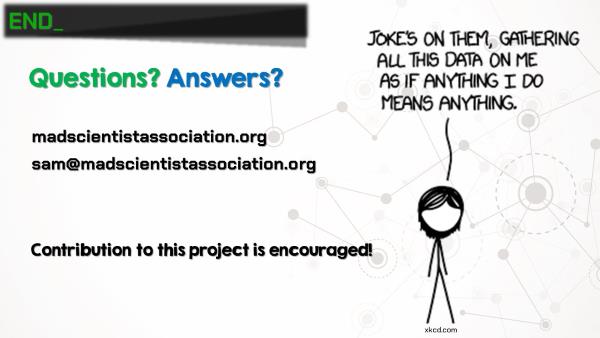 END_
Questions? Answers?
madscientistassociation.org
sam@madscientistassociation.org
Contribution to this project is encouraged!
JOKE'S ON THEM, GATHERING
ALL THIS DATA ON ME
AS IF ANYTHING I DO
MEANS ANYTHING.
xkcd.com